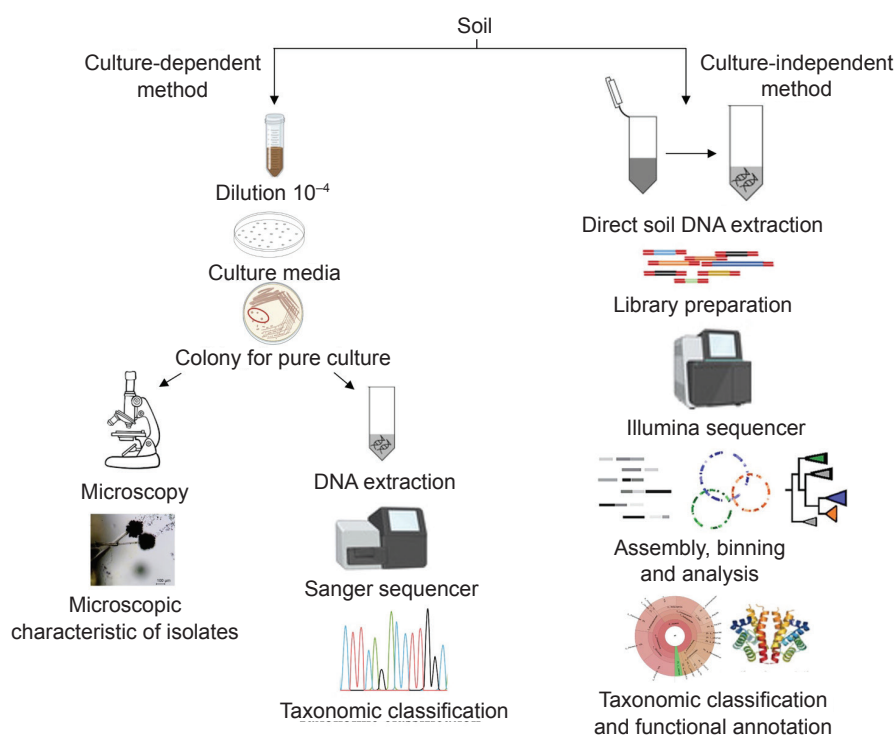 Soil
Culture-dependent
method
Culture-independent
method
Dilution 10⁻⁴
Culture media
Colony for pure culture
Microscopy
Microscopic
characteristic of isolates
DNA extraction
Sanger sequencer
Taxonomic classification
Direct soil DNA extraction
Library preparation
Illumina sequencer
Assembly, binning
and analysis
Taxonomic classification
and functional annotation